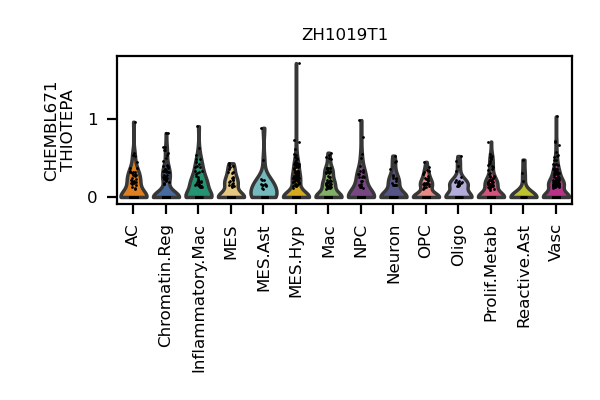 ZH1019T1
CHEMBL671
THIOTEPA
1
0
AC
Chromatin.Reg
Inflammatory.Mac
MES
MES.Ast
MES.Hyp
Mac
NPC
Neuron
OPC
Oligo
Prolif.Metab
Reactive.Ast
Vasc